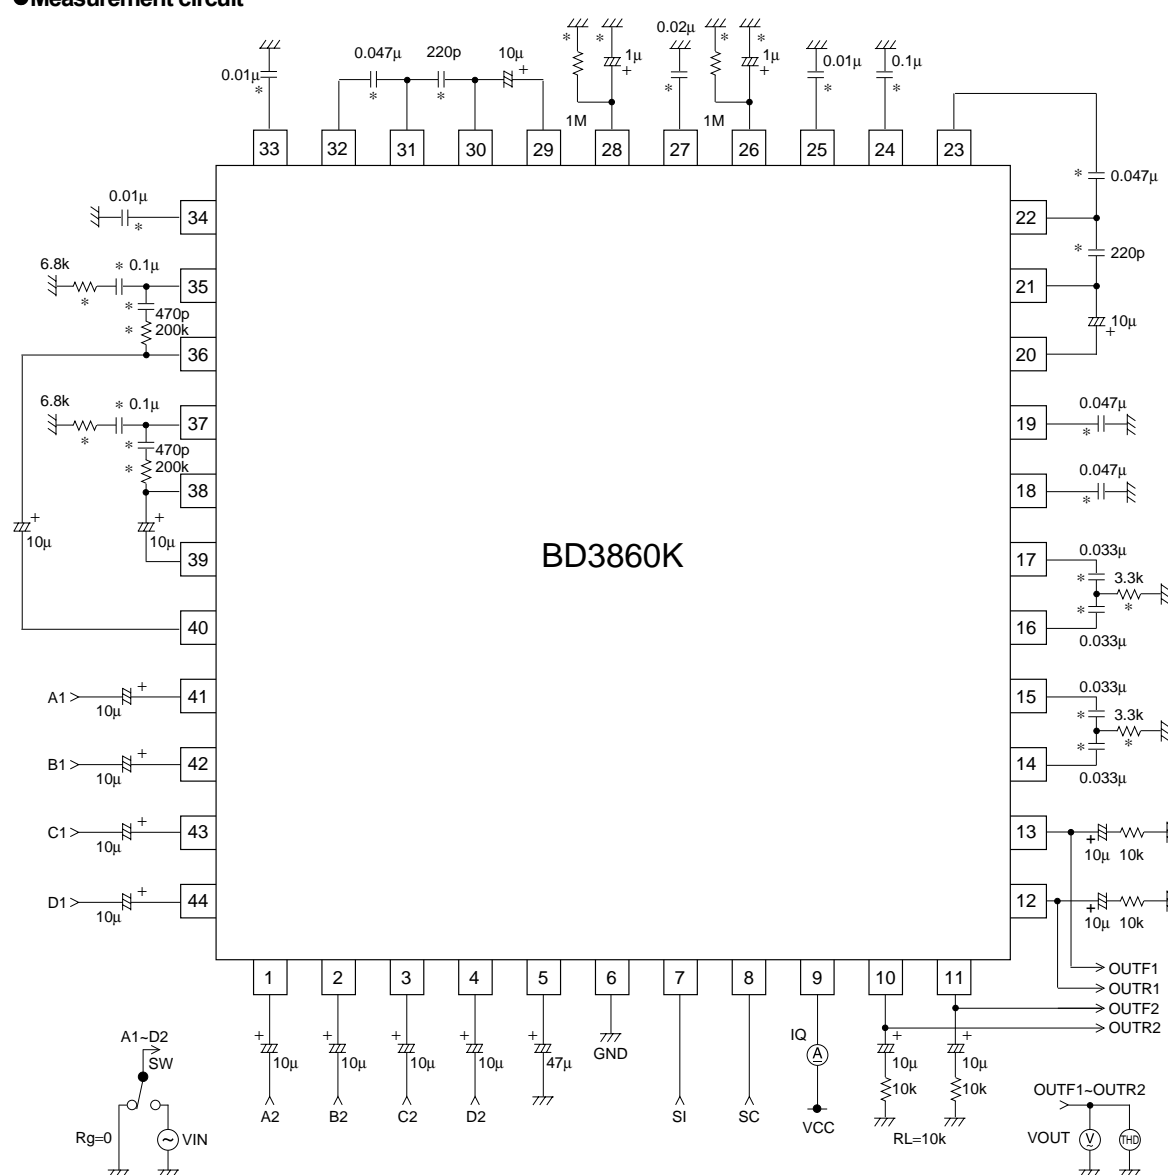 ●Measurement circuit
0.01μ
*
0.047μ
*
220p
*
10μ
+
*
*
1μ
+
1M
0.02μ
*
*
*
1μ
+
1M
0.01μ
*
0.1μ
*
33
32
31
30
29
28
27
26
25
24
23
* 0.047μ
0.01μ
*
34
22
* 220p
6.8k
* 0.1μ
*
35
* 470p
* 200k
21
10μ
+
36
20
6.8k
* 0.1μ
*
37
* 470p
* 200k
0.047μ
*
19
38
0.047μ
*
18
+
10μ
+
10μ
39
BD3860K
17
0.033μ
*
3.3k
*
*
0.033μ
40
16
A1
+
10μ
41
15
0.033μ
*
3.3k
*
*
0.033μ
B1
+
10μ
42
14
C1
+
10μ
43
13
+
10μ 10k
D1
+
10μ
44
12
+
10μ 10k
1
2
3
4
5
6
7
8
9
10
11
OUTF1
OUTR1
OUTF2
OUTR2
+
10μ
+
10μ
+
10μ
+
10μ
+
47μ
GND
IQ
A
+
10μ
10k
+
10μ
10k
A2
B2
C2
D2
SI
SC
VCC
RL=10k
A1~D2
SW
Rg=0
VIN
OUTF1~OUTR2
VOUT
V
THD